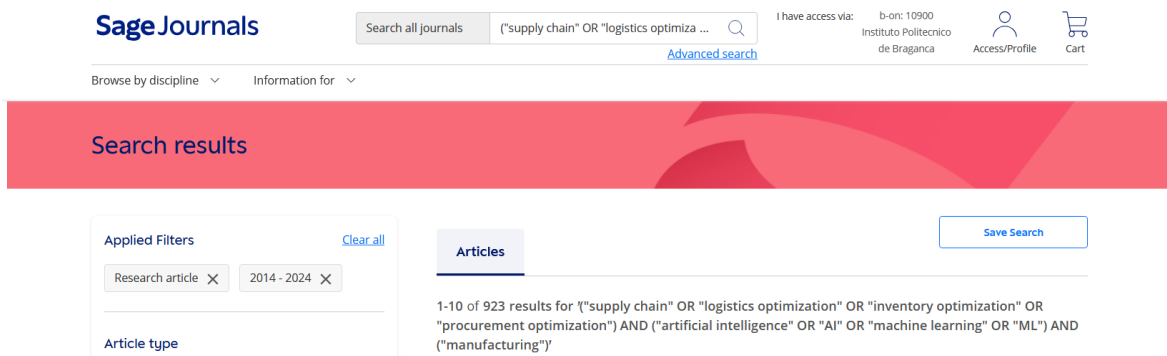 Sage Journals
Search all journals
("supply chain" OR "logistics optimiza ...
Advanced search
I have access via:
b-on: 10900
Instituto Politecnico
de Braganca
Access/Profile
Cart
Browse by discipline
Information for
Search results
Applied Filters
Clear all
Research article
2014 - 2024
Article type
Articles
Save Search
1-10 of 923 results for '("supply chain" OR "logistics optimization" OR "inventory optimization" OR
"procurement optimization") AND ("artificial intelligence" OR "AI" OR "machine learning" OR "ML") AND
("manufacturing")'